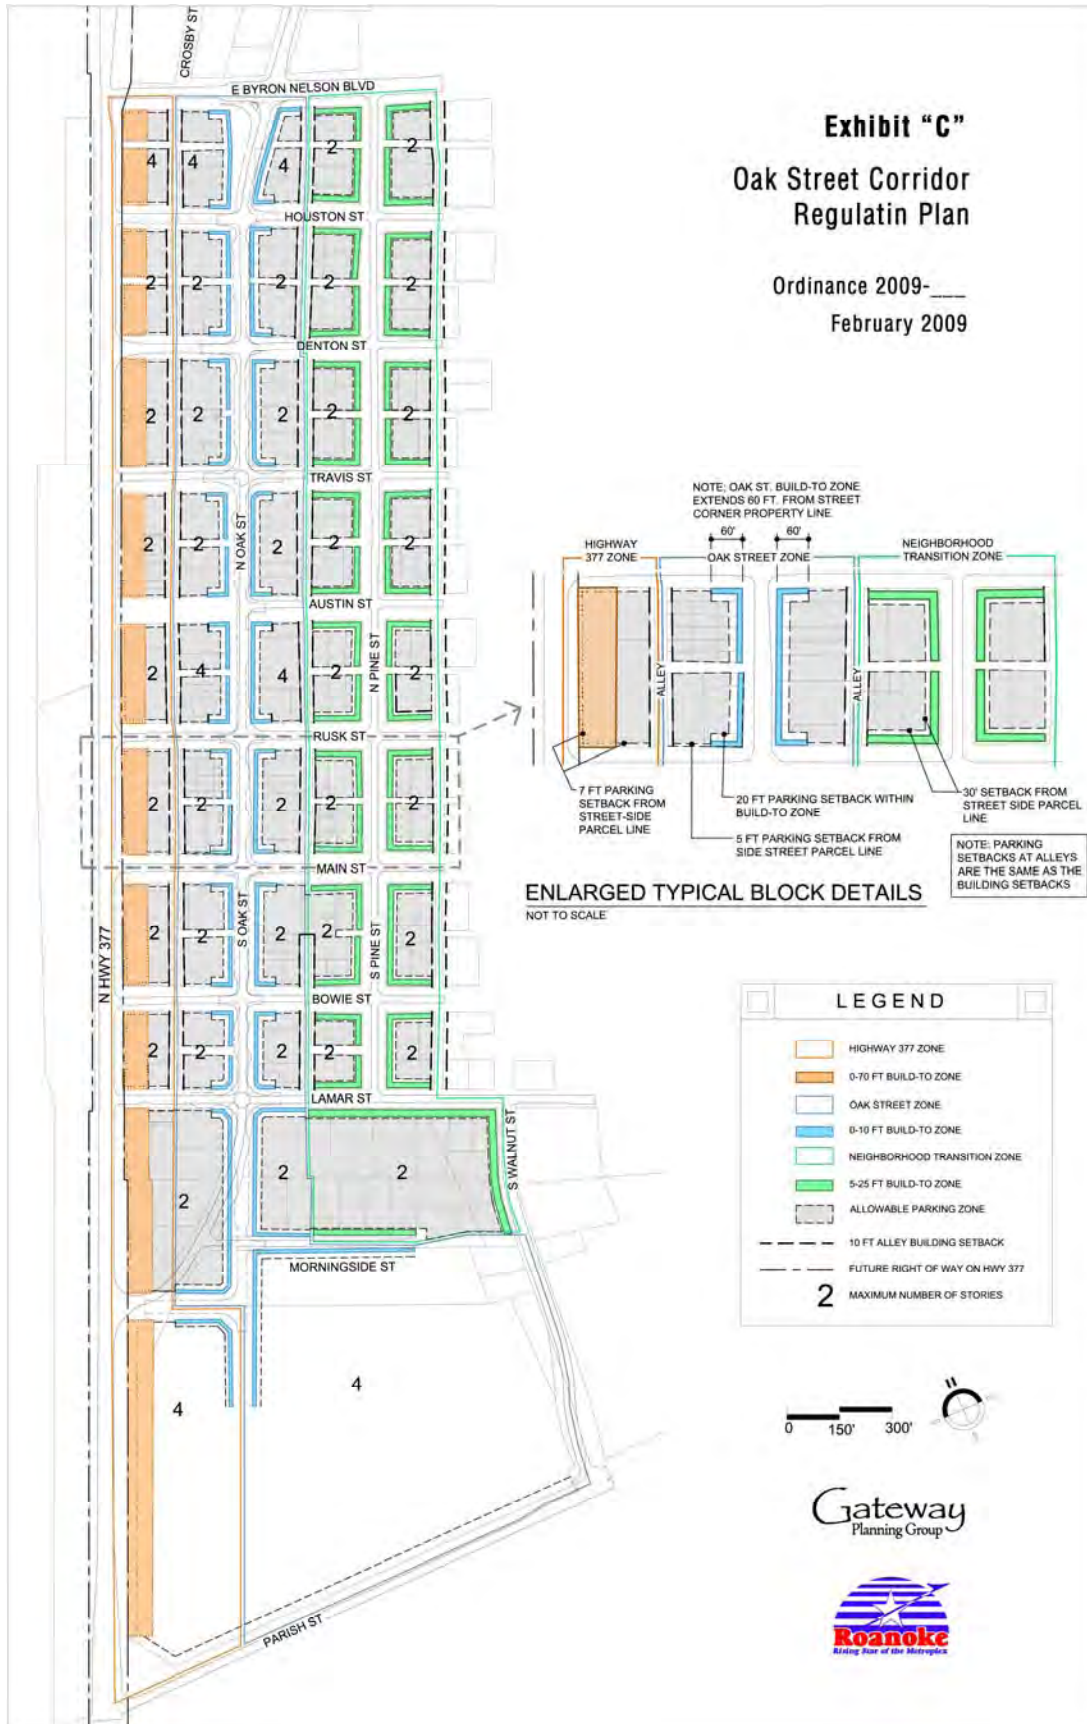 CROSBY ST
E BYRON NELSON BLVD
Exhibit “C”
Oak Street Corridor
Regulatin Plan
Ordinance 2009-___
February 2009
4 4 4 2 2
HOUSTON ST
2 2 2 2 2
DENTON ST
2 2 2 2 2
TRAVIS ST
N OAK ST
2 2 2 2 2
AUSTIN ST
N PINE ST
2 4 4 2 2
RUSK ST
2 2 2 2 2
MAIN ST
N HWY 377
S OAK ST
S PINE ST
2 2 2 2 2
BOWIE ST
2 2 2 2 2
LAMAR ST
S WALNUT ST
2 2 2
MORNINGSIDE ST
4 4
PARISH ST
NOTE; OAK ST. BUILD-TO ZONE
EXTENDS 60 FT. FROM STREET
CORNER PROPERTY LINE
60' 60'
HIGHWAY
377 ZONE
OAK STREET ZONE
NEIGHBORHOOD
TRANSITION ZONE
ALLEY
ALLEY
7 FT PARKING
SETBACK FROM
STREET-SIDE
PARCEL LINE
20 FT PARKING SETBACK WITHIN
BUILD-TO ZONE
5 FT PARKING SETBACK FROM
SIDE STREET PARCEL LINE
30' SETBACK FROM
STREET SIDE PARCEL
LINE
NOTE: PARKING
SETBACKS AT ALLEYS
ARE THE SAME AS THE
BUILDING SETBACKS
ENLARGED TYPICAL BLOCK DETAILS
NOT TO SCALE
LEGEND
HIGHWAY 377 ZONE
0-70 FT BUILD-TO ZONE
OAK STREET ZONE
0-10 FT BUILD-TO ZONE
NEIGHBORHOOD TRANSITION ZONE
5-25 FT BUILD-TO ZONE
ALLOWABLE PARKING ZONE
10 FT ALLEY BUILDING SETBACK
FUTURE RIGHT OF WAY ON HWY 377
2 MAXIMUM NUMBER OF STORIES
0 150' 300'
Gateway
Planning Group
Roanoke
Rising Star of the Metroplex